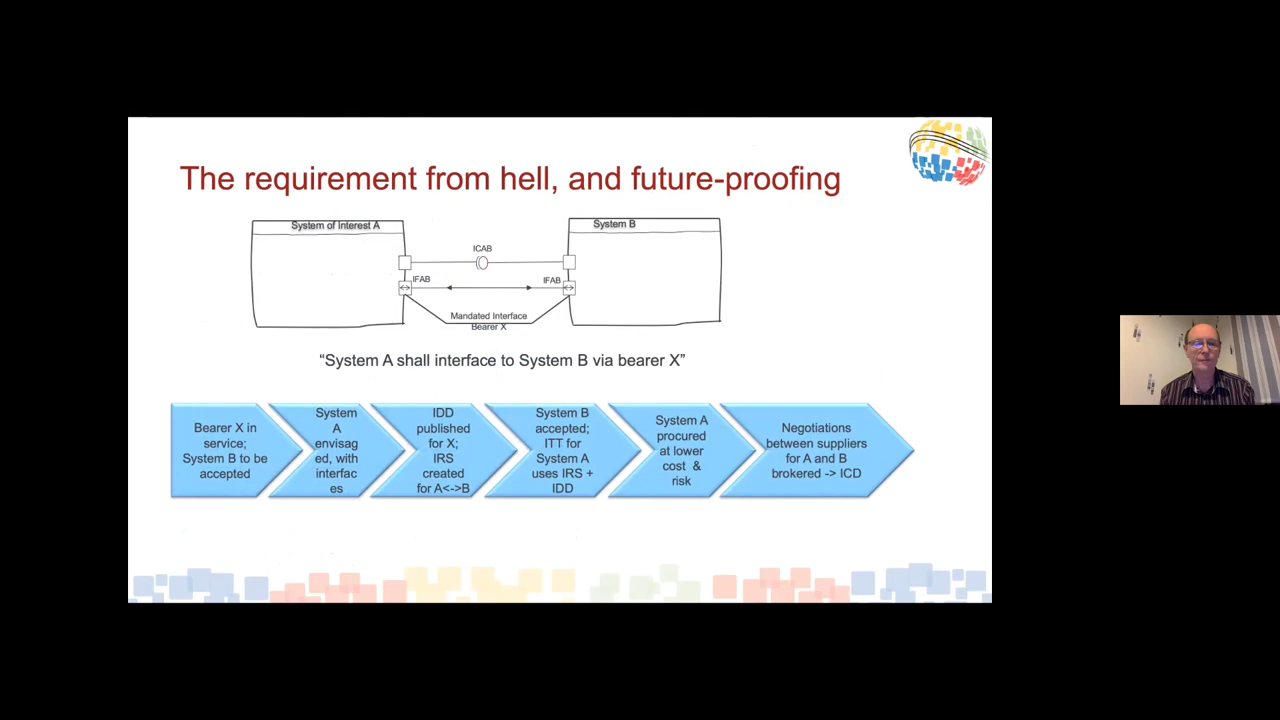 The requirement from hell, and future-proofing
System of Interest A
System B
ICAB
IFAB
IFAB
Mandated Interface
Bearer X
“System A shall interface to System B via bearer X”
Bearer X in
service;
System B to be
accepted
System
A
envisag
ed, with
interfac
es
IDD
published
for X;
IRS
created
for A<->B
System B
accepted;
ITT for
System A
uses IRS +
IDD
System A
procured
at lower
cost &
risk
Negotiations
between suppliers
for A and B
brokered -> ICD